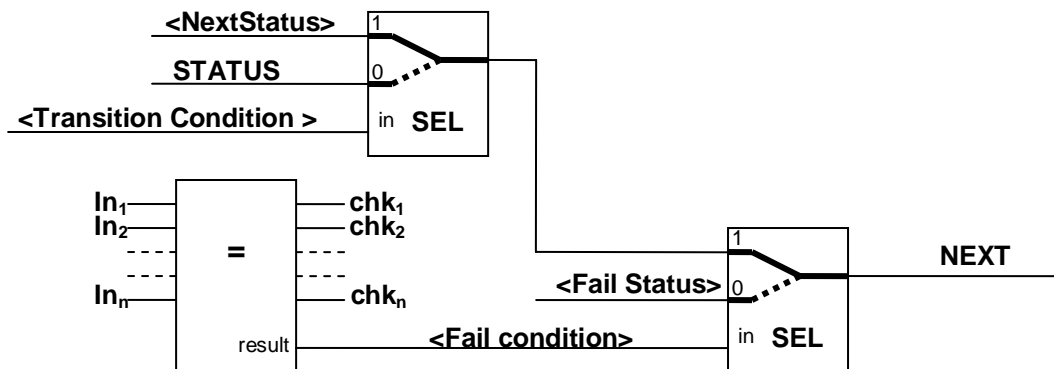 <NextStatus>
1
STATUS
0
<Transition Condition >
in SEL
In₁ chk₁
In₂ chk₂
=
Inₙ chkₙ
result
<Fail condition>
1
<Fail Status>
0
in SEL
NEXT